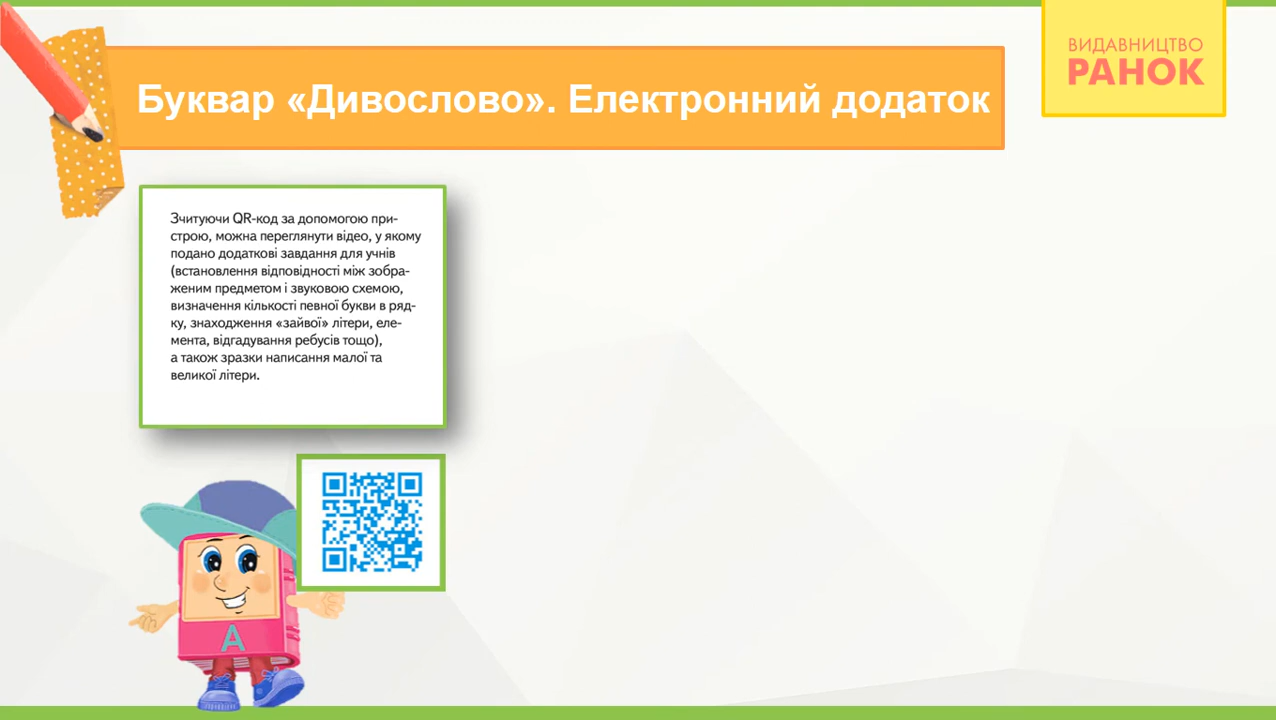 ВИДАВНИЦТВО
РАНОК
Буквар «Дивослово». Електронний додаток
Зчитуючи QR-код за допомогою при-
строю, можна переглянути відео, у якому
подано додаткові завдання для учнів
(встановлення відповідності між зобра-
женим предметом і звуковою схемою,
визначення кількості певної букви в ряд-
ку, знаходження «зайвої» літери, еле-
мента, відгадування ребусів тощо),
а також зразки написання малої та
великої літери.
А